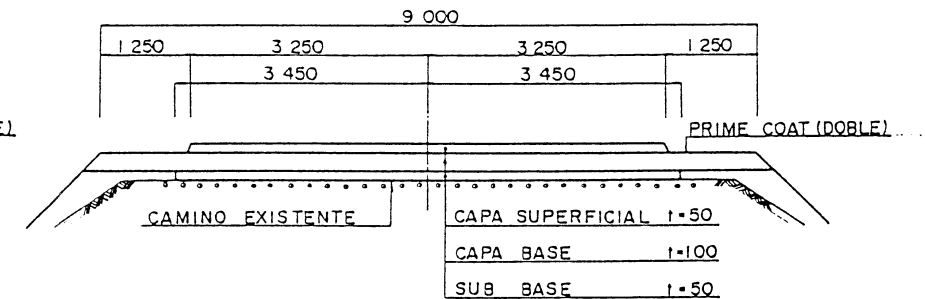 9 000
1 250 3 250 3 250 1 250
3 450 3 450
E) PRIME COAT (DOBLE)
CAMINO EXISTENTE CAPA SUPERFICIAL t=50
CAPA BASE t=100
SUB BASE t=50